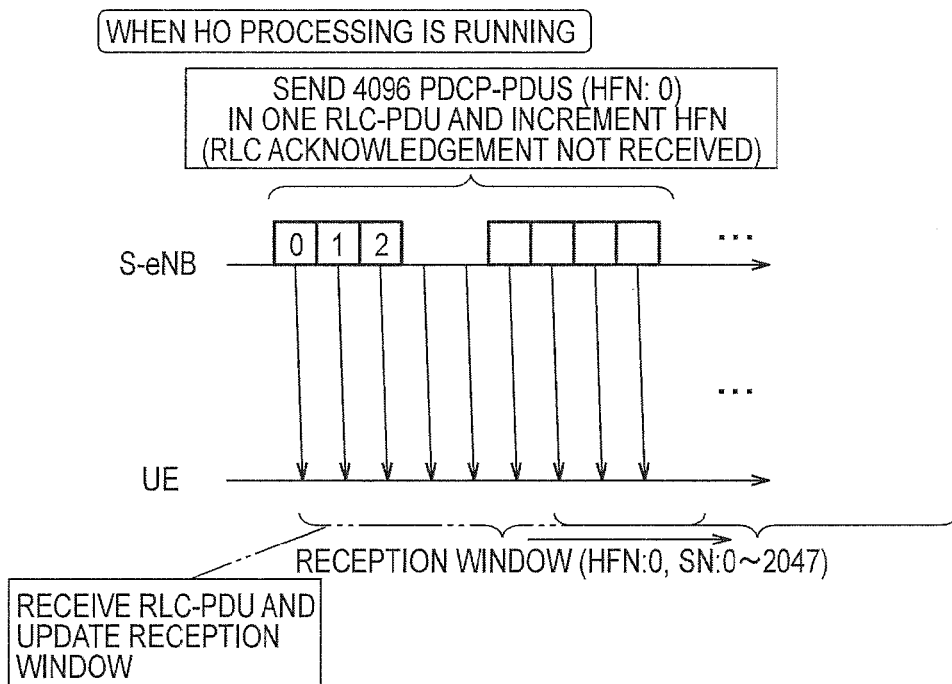 WHEN HO PROCESSING IS RUNNING
SEND 4096 PDCP-PDUS (HFN: 0)
IN ONE RLC-PDU AND INCREMENT HFN
(RLC ACKNOWLEDGEMENT NOT RECEIVED)
0 1 2 ...
S-eNB
...
UE
RECEPTION WINDOW (HFN:0, SN:0~2047)
RECEIVE RLC-PDU AND
UPDATE RECEPTION
WINDOW